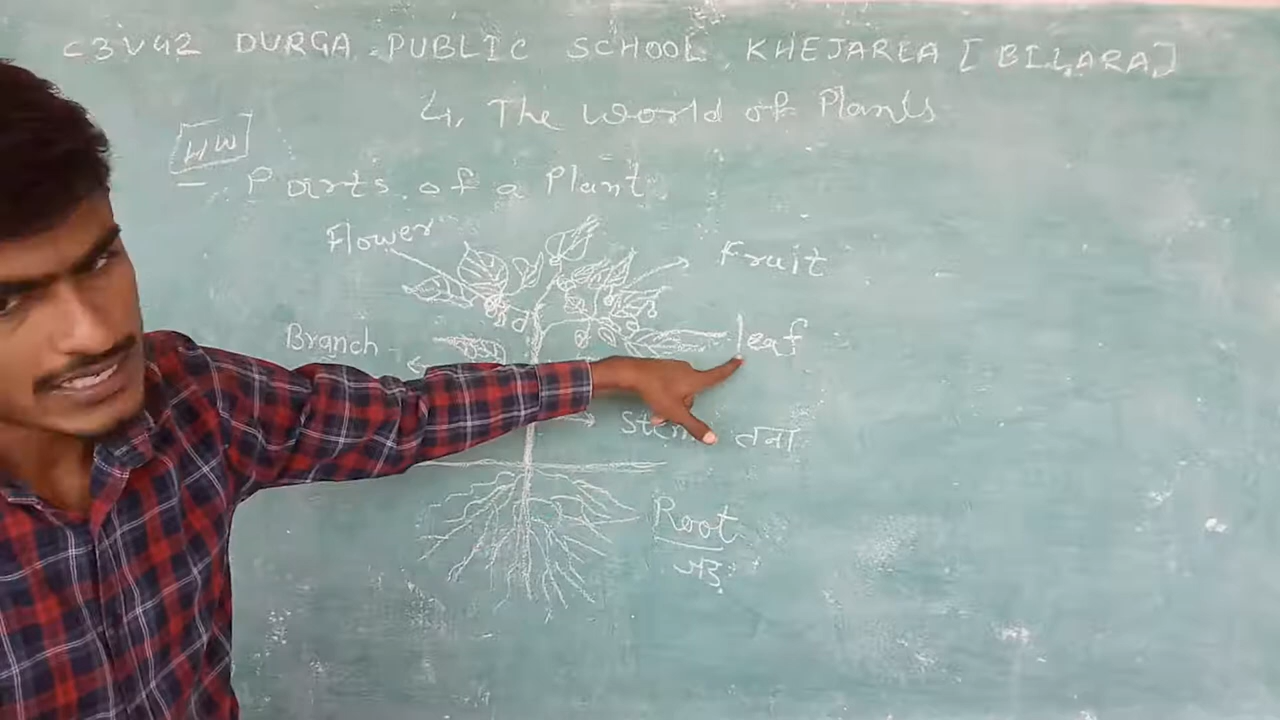 C3V42 DURGA PUBLIC SCHOOL KHEJARLA [BILARA]
4. The World of Plants
HW
- Parts of a Plant
Flower
Fruit
Branch
leaf
Stem तना
Root
जड़